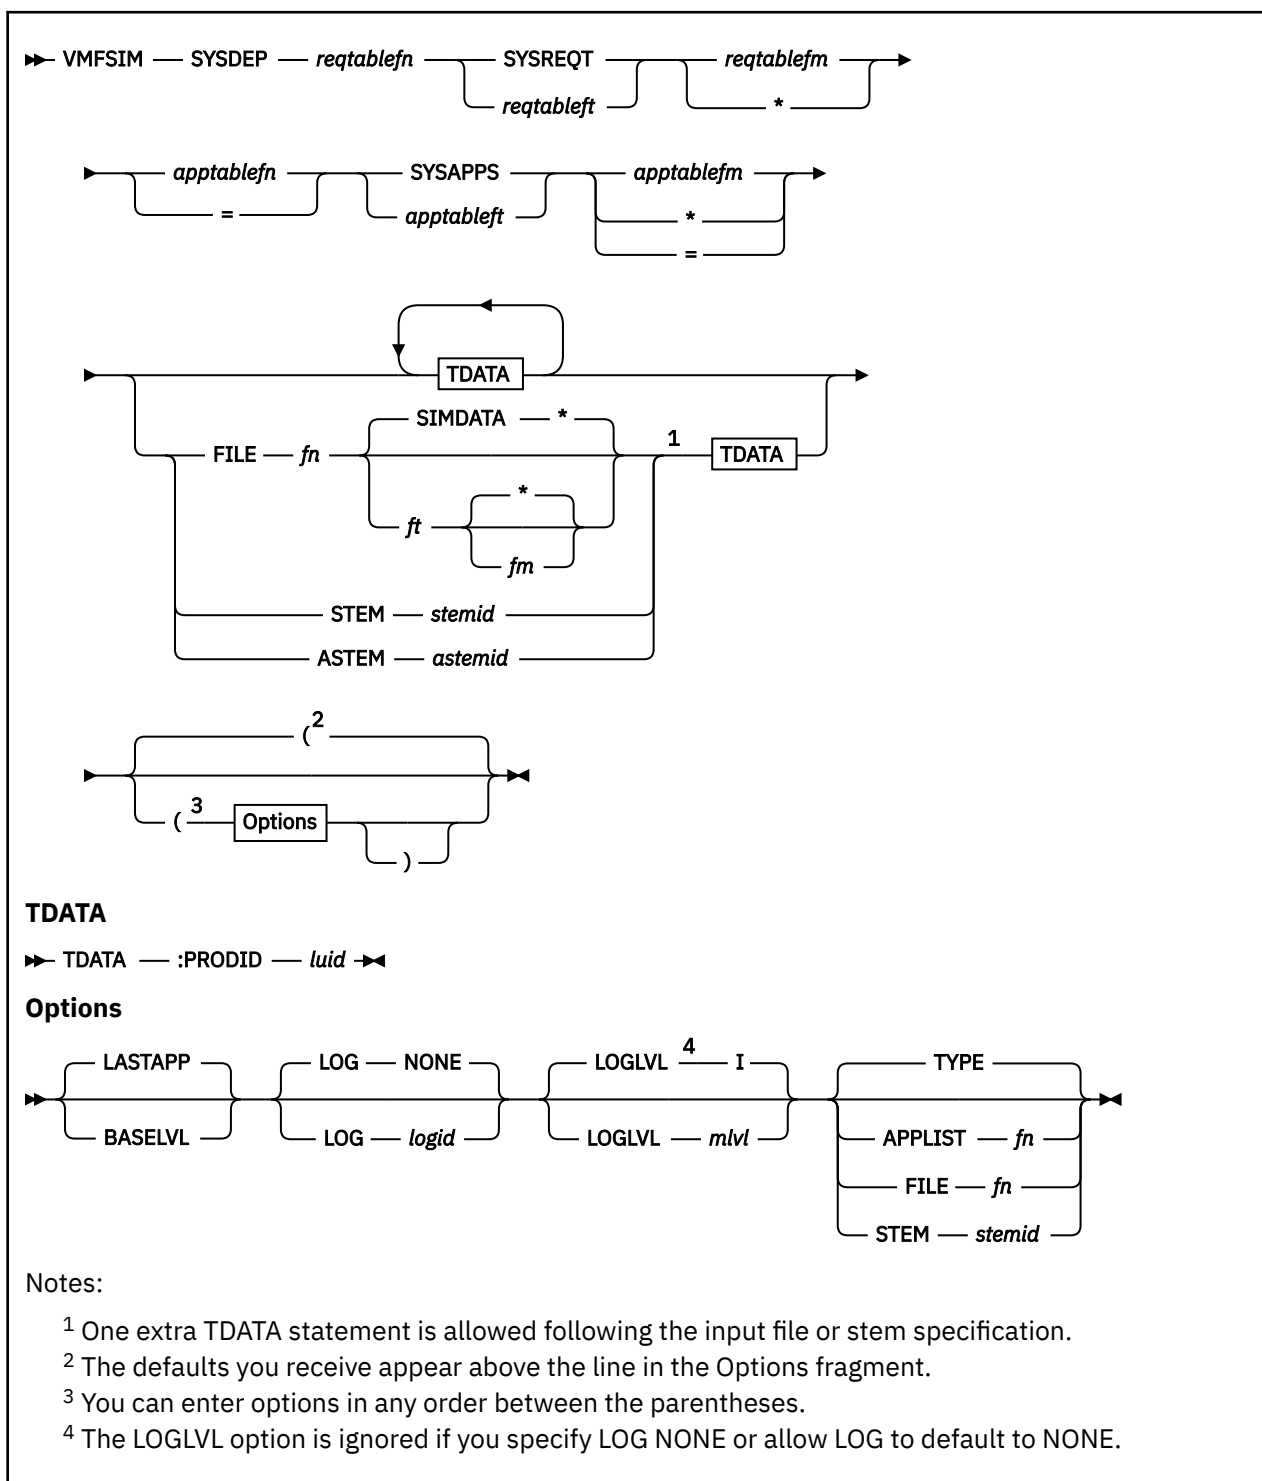 VMFSIM SYSDEP reqtablefn SYSREQT reqtablefm
reqtableft *
apptablefn SYSAPPS apptablefm
= apptableft *
=
TDATA
SIMDATA *
FILE fn 1 TDATA
*
ft
fm
STEM stemid
ASTEM astemid
( 2
( 3 Options
)
TDATA
TDATA :PRODID luid
Options
LASTAPP LOG NONE LOGLVL 4 I TYPE
BASELVL LOG logid LOGLVL mlvl APPLIST fn
FILE fn
STEM stemid
Notes:
1 One extra TDATA statement is allowed following the input file or stem specification.
2 The defaults you receive appear above the line in the Options fragment.
3 You can enter options in any order between the parentheses.
4 The LOGLVL option is ignored if you specify LOG NONE or allow LOG to default to NONE.